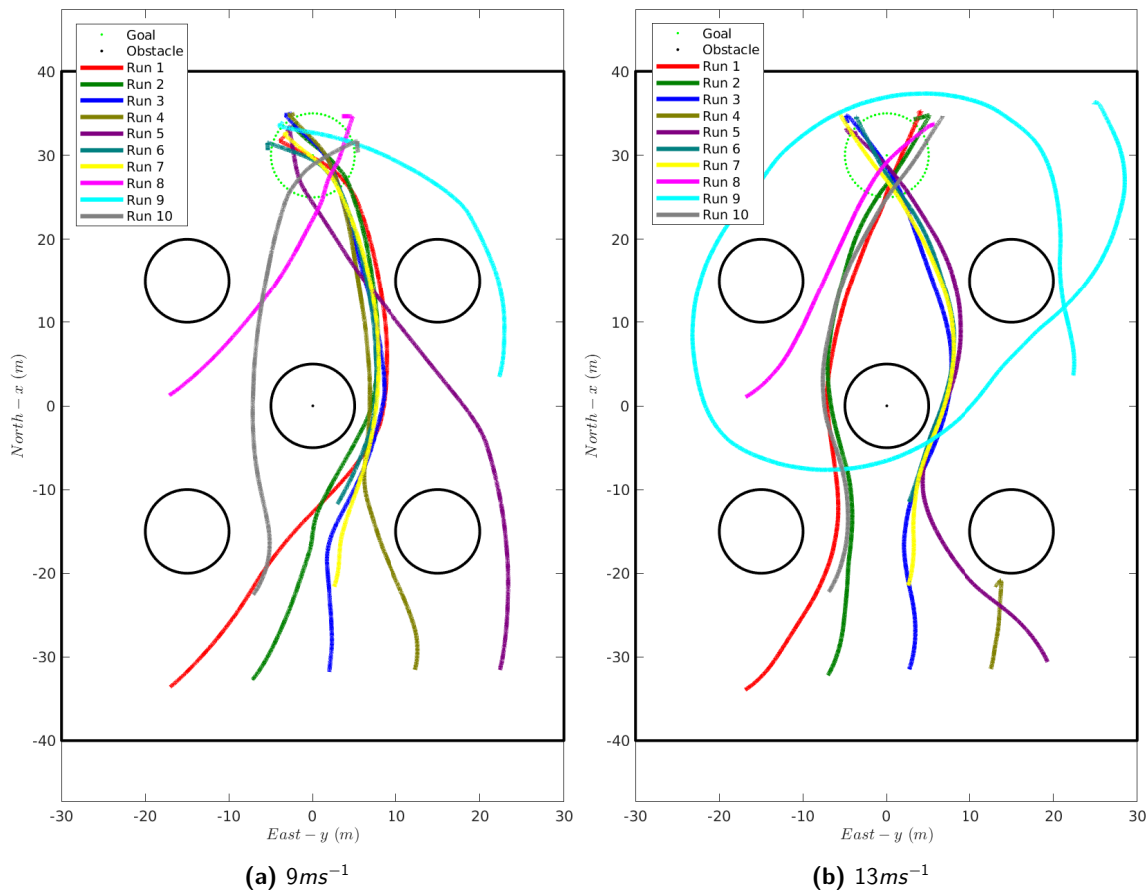 Goal
Obstacle
Run 1
Run 2
Run 3
Run 4
Run 5
Run 6
Run 7
Run 8
Run 9
Run 10
40
30
20
10
0
-10
-20
-30
-40
North − x (m)
-30 -20 -10 0 10 20 30
East − y (m)
(a) 9ms⁻¹
Goal
Obstacle
Run 1
Run 2
Run 3
Run 4
Run 5
Run 6
Run 7
Run 8
Run 9
Run 10
40
30
20
10
0
-10
-20
-30
-40
North − x (m)
-30 -20 -10 0 10 20 30
East − y (m)
(b) 13ms⁻¹